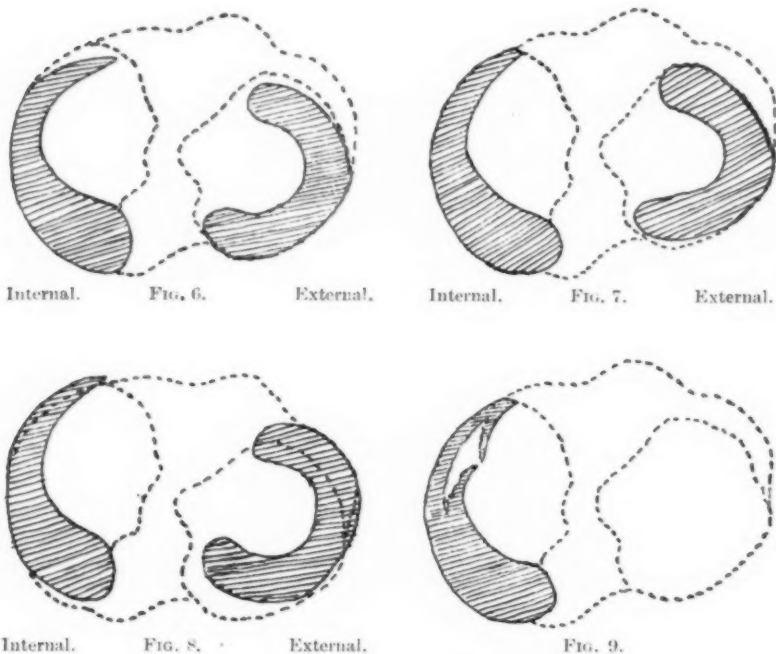 Internal. FIG. 6. External.
Internal. FIG. 7. External.
Internal. FIG. 8. External.
FIG. 9.